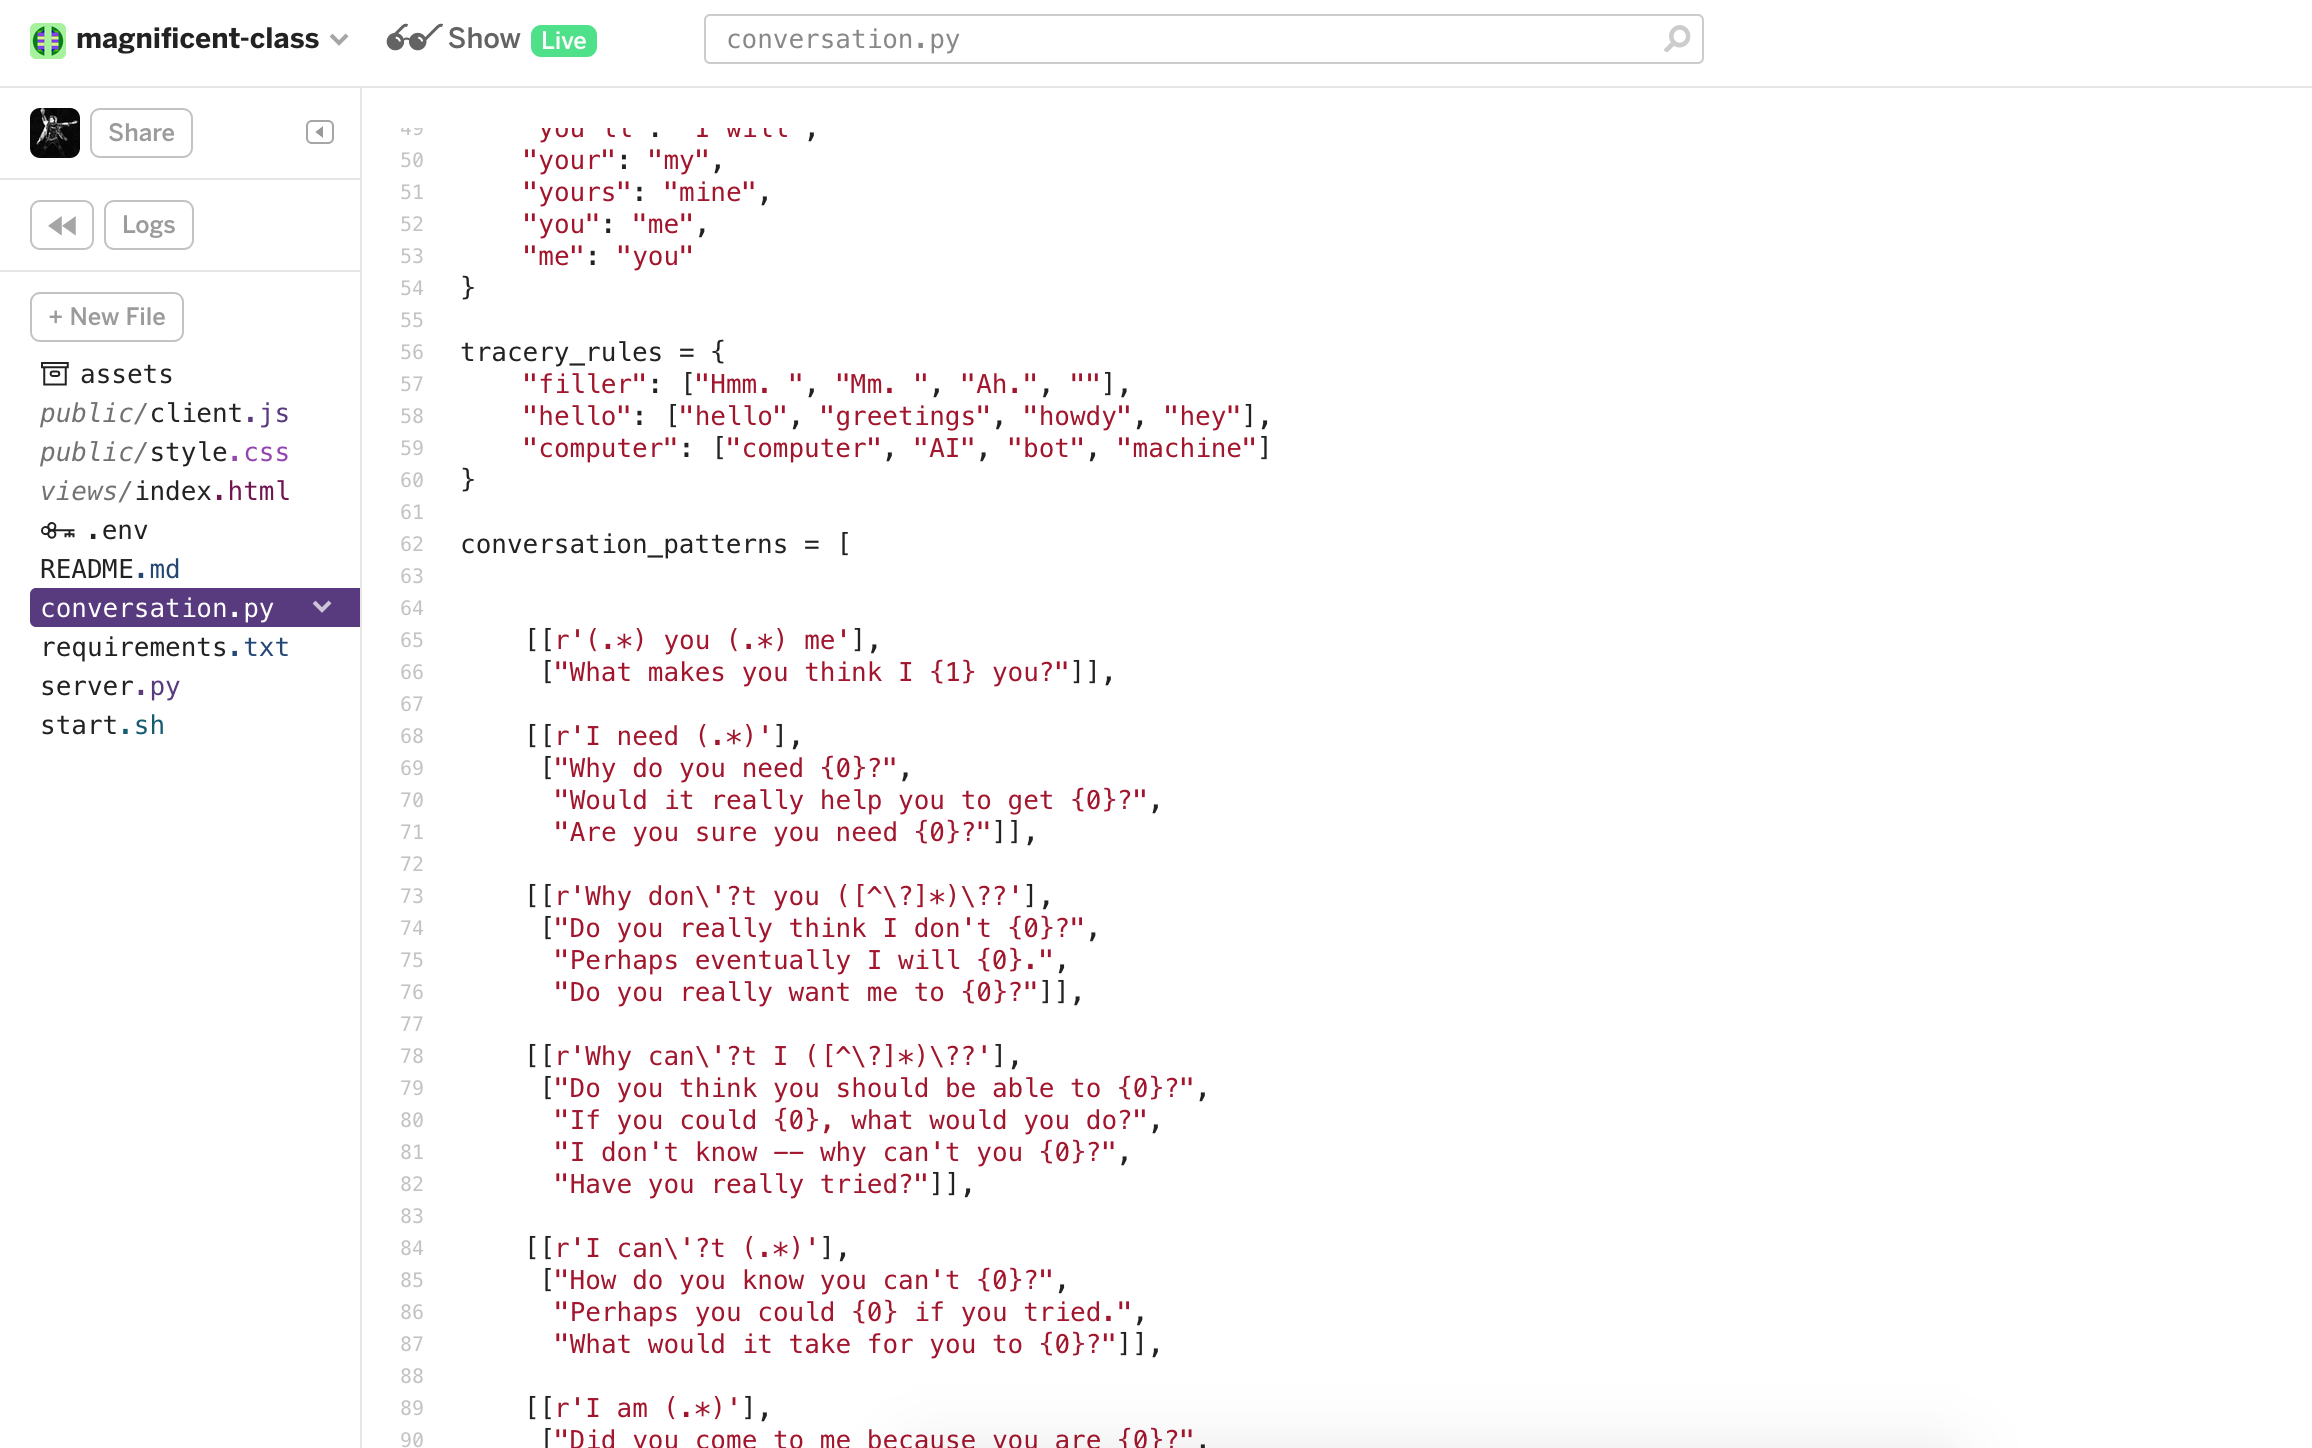 magnificent-class
Show Live
conversation.py
Share
Logs
+ New File
assets
public/client.js
public/style.css
views/index.html
.env
README.md
conversation.py
requirements.txt
server.py
start.sh
49     "you'll": "I will",
50     "your": "my",
51     "yours": "mine",
52     "you": "me",
53     "me": "you"
54 }
55
56 tracery_rules = {
57     "filler": ["Hmm. ", "Mm. ", "Ah.", ""],
58     "hello": ["hello", "greetings", "howdy", "hey"],
59     "computer": ["computer", "AI", "bot", "machine"]
60 }
61
62 conversation_patterns = [
63
64
65     [[r'(.*) you (.*) me'],
66      ["What makes you think I {1} you?"]],
67
68     [[r'I need (.*)'],
69      ["Why do you need {0}?",
70       "Would it really help you to get {0}?",
71       "Are you sure you need {0}?"]],
72
73     [[r'Why don\'?t you ([^\?]*)\??'],
74      ["Do you really think I don't {0}?",
75       "Perhaps eventually I will {0}.",
76       "Do you really want me to {0}?"]],
77
78     [[r'Why can\'?t I ([^\?]*)\??'],
79      ["Do you think you should be able to {0}?",
80       "If you could {0}, what would you do?",
81       "I don't know -- why can't you {0}?",
82       "Have you really tried?"]],
83
84     [[r'I can\'?t (.*)'],
85      ["How do you know you can't {0}?",
86       "Perhaps you could {0} if you tried.",
87       "What would it take for you to {0}?"]],
88
89     [[r'I am (.*)'],
90      ["Did you come to me because you are {0}?",